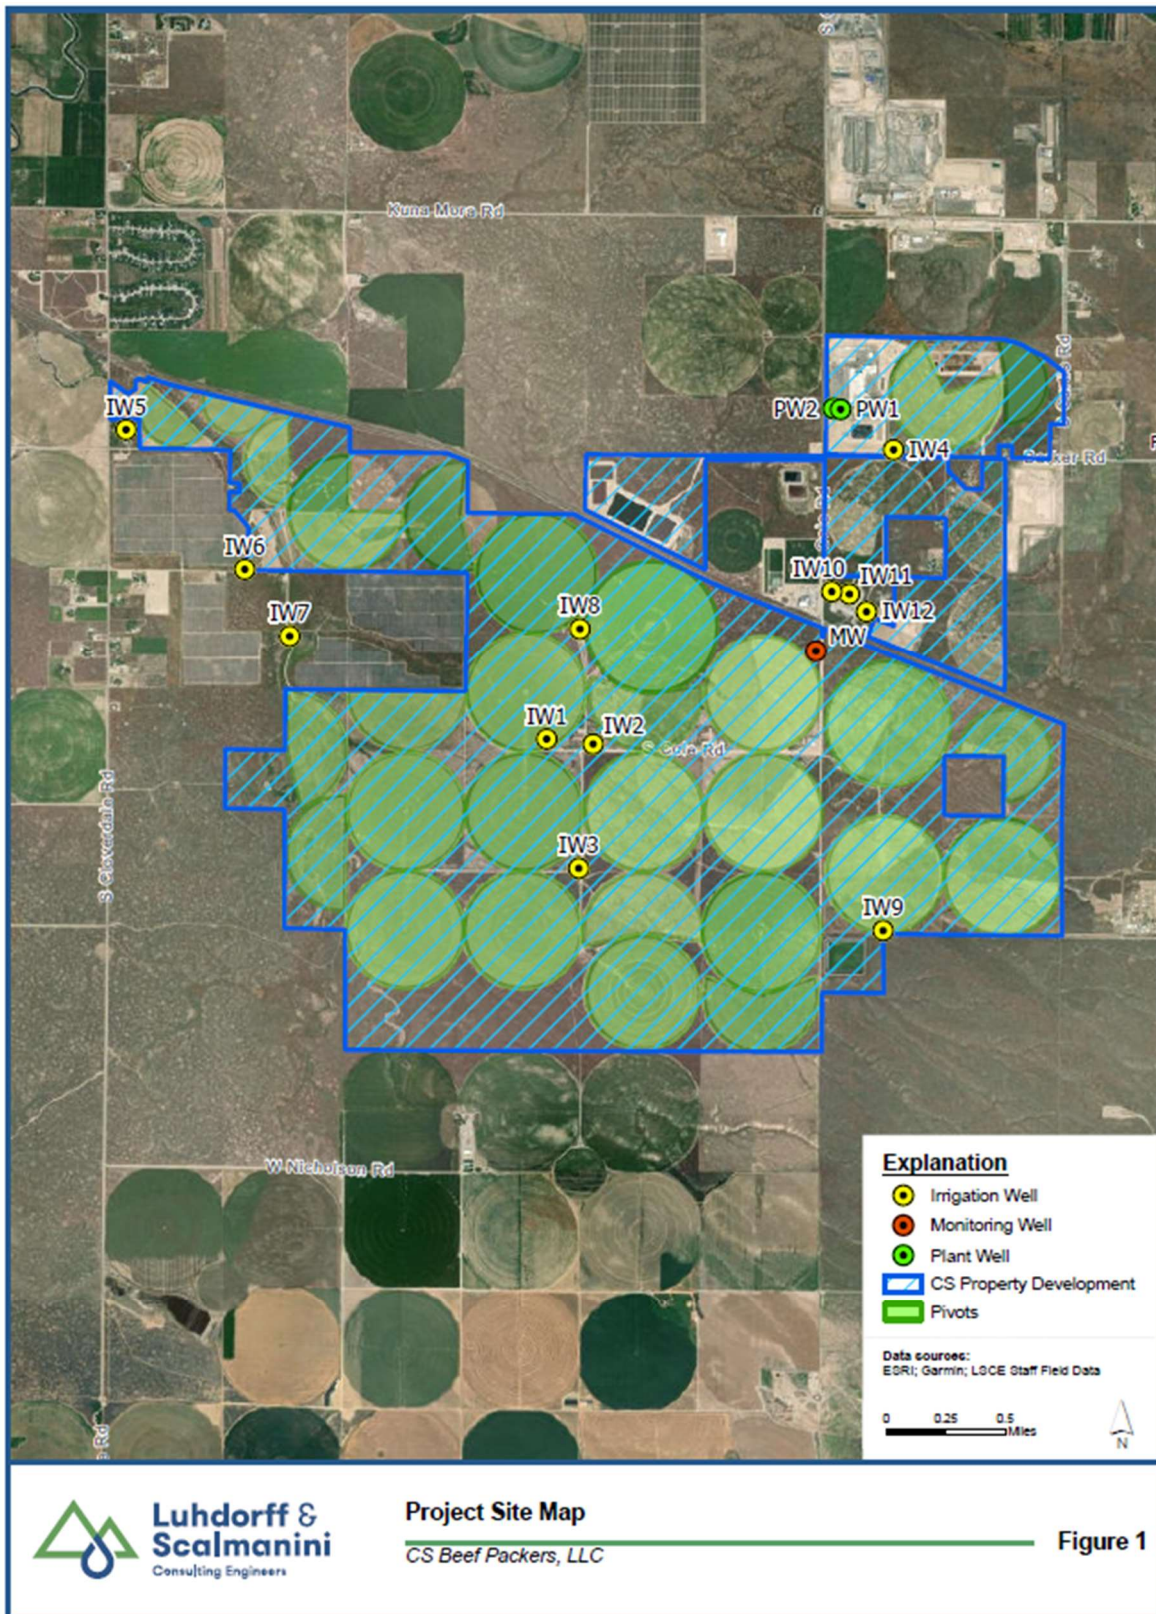 Kuna Mora Rd
IW5
PW2
PW1
IW4
IW6
IW10
IW11
IW7
IW8
IW12
MW
IW1
IW2
S Cole Rd
S Cloverdale Rd
IW3
IW9
W Nicholson Rd
Explanation
Irrigation Well
Monitoring Well
Plant Well
CS Property Development
Pivots
Data sources:
ESRI; Garmin; LSCE Staff Field Data
0 0.25 0.5
Miles
N
Luhdorff &
Scalmanini
Consulting Engineers
Project Site Map
CS Beef Packers, LLC
Figure 1